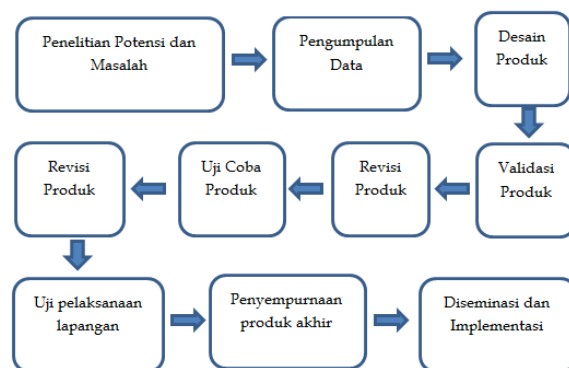 Penelitian Potensi dan
Masalah
Pengumpulan
Data
Desain
Produk
Validasi
Produk
Revisi
Produk
Uji Coba
Produk
Revisi
Produk
Uji pelaksanaan
lapangan
Penyempurnaan
produk akhir
Diseminasi dan
Implementasi